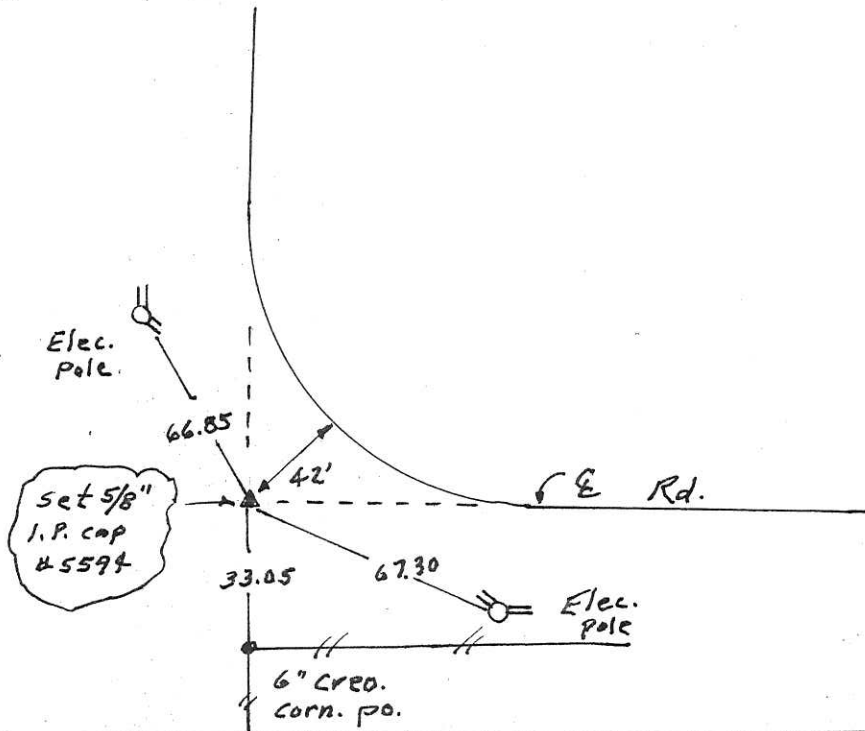 Elec.
pole.
66.85
42'
Set 5/8"
I.P. cap
#5594
℄ Rd.
33.05
67.30
Elec.
pole
6" Creo.
Corn. po.